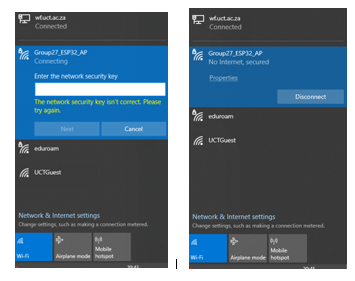 wf.uct.ac.za
Connected
Group27_ESP32_AP
Connecting
Enter the network security key
The network security key isn't correct. Please
try again.
Next
Cancel
eduroam
UCTGuest
Network & Internet settings
Change settings, such as making a connection metered.
Wi-Fi
Airplane mode
Mobile
hotspot
20:45
wf.uct.ac.za
Connected
Group27_ESP32_AP
No Internet, secured
Properties
Disconnect
eduroam
UCTGuest
Network & Internet settings
Change settings, such as making a connection metered.
Wi-Fi
Airplane mode
Mobile
hotspot